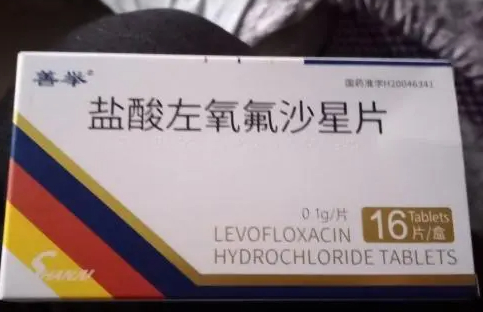 善举®
国药准字H20046341
盐酸左氧氟沙星片
0.1g/片
16 Tablets 片/盒
LEVOFLOXACIN
HYDROCHLORIDE TABLETS